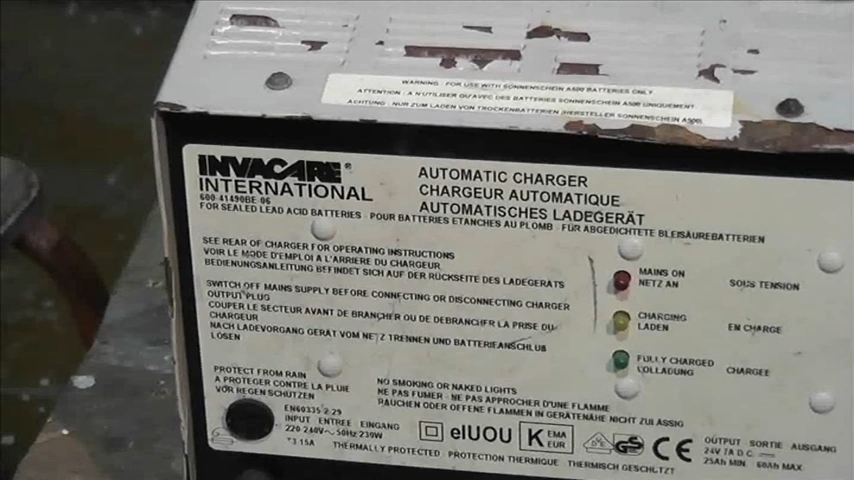 WARNING : FOR USE WITH SONNENSCHEIN A500 BATTERIES ONLY
ATTENTION : A N'UTILISER QU'AVEC DES BATTERIES SONNENSCHEIN A500 UNIQUEMENT
ACHTUNG : NUR ZUM LADEN VON TROCKENBATTERIEN (HERSTELLER SONNENSCHEIN A500)
INVACARE®
INTERNATIONAL
600-41490BE 06
AUTOMATIC CHARGER
CHARGEUR AUTOMATIQUE
AUTOMATISCHES LADEGERÄT
FOR SEALED LEAD ACID BATTERIES - POUR BATTERIES ETANCHES AU PLOMB - FÜR ABGEDICHTETE BLEISÄUREBATTERIEN
SEE REAR OF CHARGER FOR OPERATING INSTRUCTIONS
VOIR LE MODE D'EMPLOI A L'ARRIERE DU CHARGEUR
BEDIENUNGSANLEITUNG BEFINDET SICH AUF DER RÜCKSEITE DES LADEGERÄTS
SWITCH OFF MAINS SUPPLY BEFORE CONNECTING OR DISCONNECTING CHARGER
OUTPUT PLUG
COUPER LE SECTEUR AVANT DE BRANCHER OU DE DEBRANCHER LA PRISE DU
CHARGEUR
NACH LADEVORGANG GERÄT VOM NETZ TRENNEN UND BATTERIEANSCHLUß
LÖSEN
MAINS ON
NETZ AN
SOUS TENSION
CHARGING
LADEN
EN CHARGE
FULLY CHARGED
VOLLADUNG
CHARGEE
PROTECT FROM RAIN
A PROTEGER CONTRE LA PLUIE
VOR REGEN SCHÜTZEN
NO SMOKING OR NAKED LIGHTS
NE PAS FUMER - NE PAS APPROCHER D'UNE FLAMME
RAUCHEN ODER OFFENE FLAMMEN IN GERÄTENÄHE NICHT ZULÄSSIG
EN60335 2.29
INPUT ENTREE EINGANG
220-240V~ 50Hz 230W
T3.15A
eIUOU
K EMA
EUR
GS
CE
OUTPUT SORTIE AUSGANG
24V 7A D.C.
25Ah MIN 60Ah MAX
THERMALLY PROTECTED - PROTECTION THERMIQUE - THERMISCH GESCHÜTZT